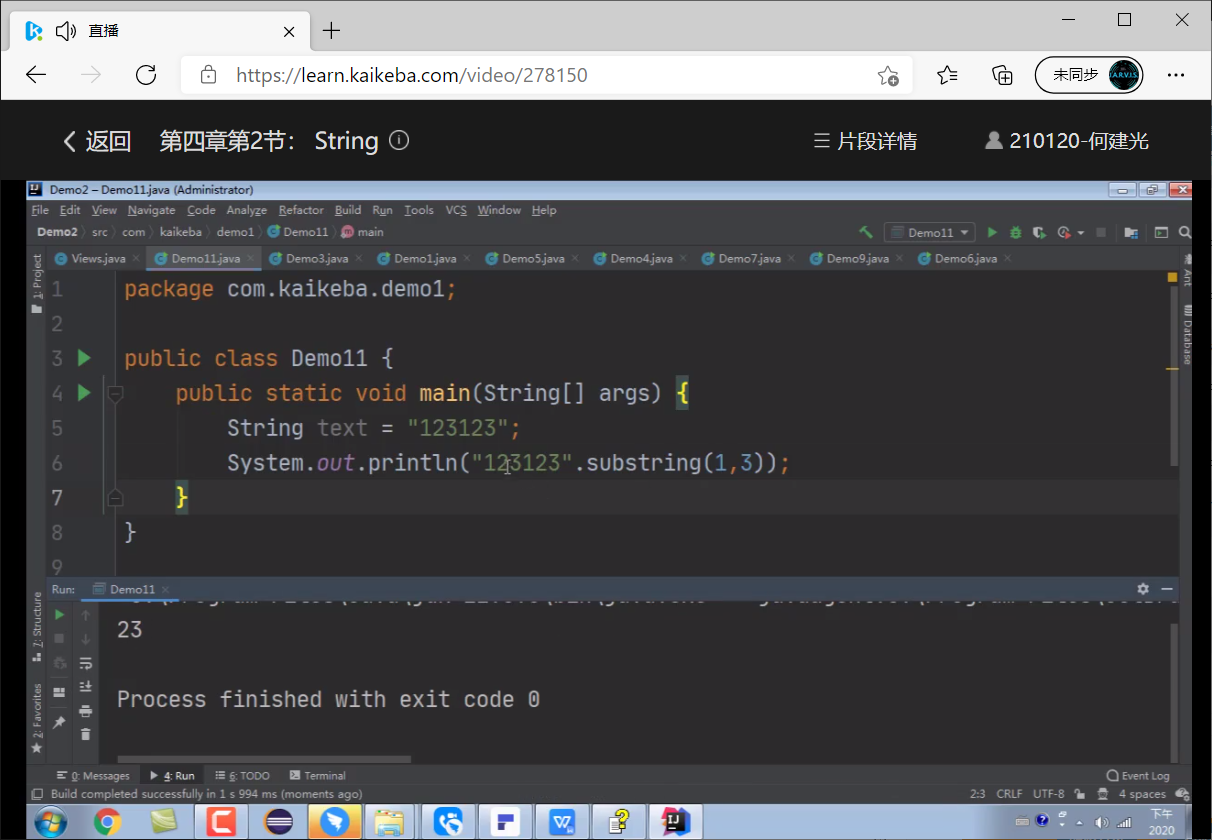 直播
https://learn.kaikeba.com/video/278150
未同步
J.A.R.V.I.S.
返回 第四章第2节: String
片段详情
210120-何建光
Demo2 – Demo11.java (Administrator)
File Edit View Navigate Code Analyze Refactor Build Run Tools VCS Window Help
Demo2 src com kaikeba demo1 Demo11 main
Demo11
Views.java Demo11.java Demo3.java Demo1.java Demo5.java Demo4.java Demo7.java Demo9.java Demo6.java
1: Project
Ant
Database
1 package com.kaikeba.demo1;
2
3 public class Demo11 {
4 public static void main(String[] args) {
5 String text = "123123";
6 System.out.println("123123".substring(1,3));
7 }
8 }
9
Run: Demo11
23
Process finished with exit code 0
7: Structure
2: Favorites
0: Messages 4: Run 6: TODO Terminal
Event Log
Build completed successfully in 1 s 994 ms (moments ago)
2:3 CRLF UTF-8 4 spaces
下午
2020